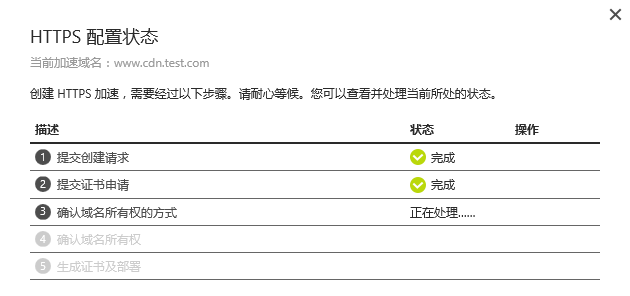 HTTPS 配置状态
当前加速域名：www.cdn.test.com
创建 HTTPS 加速，需要经过以下步骤。请耐心等候。您可以查看并处理当前所处的状态。
描述 状态 操作
1 提交创建请求 完成
2 提交证书申请 完成
3 确认域名所有权的方式 正在处理......
4 确认域名所有权
5 生成证书及部署